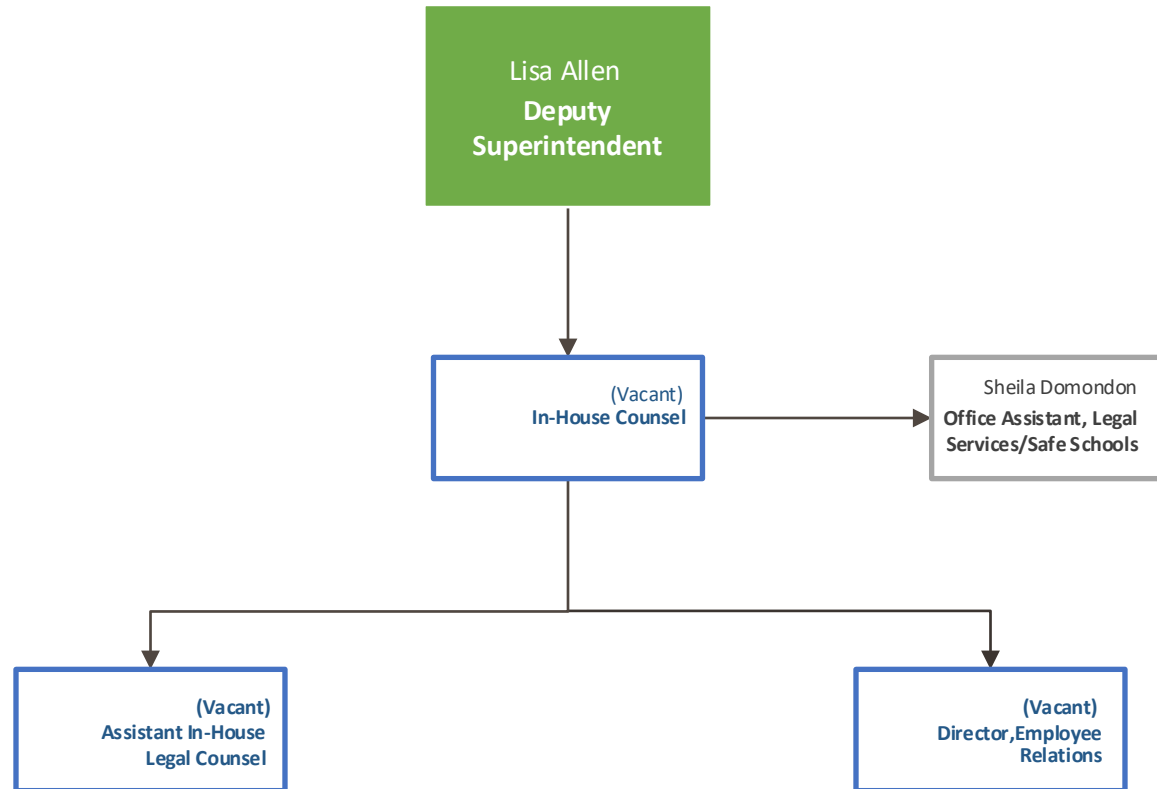 Lisa Allen
Deputy
Superintendent
(Vacant)
In-House Counsel
Sheila Domondon
Office Assistant, Legal
Services/Safe Schools
(Vacant)
Assistant In-House
Legal Counsel
(Vacant)
Director,Employee
Relations